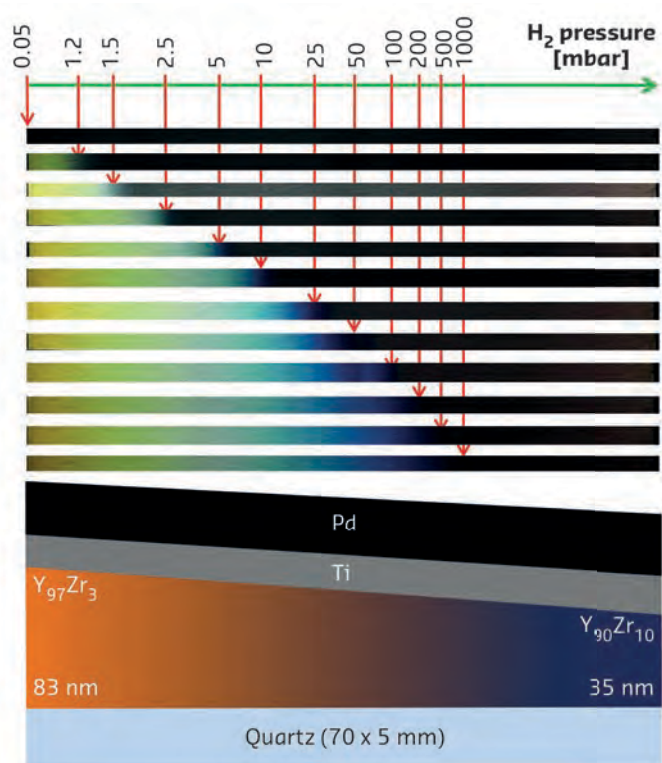 0.05 1.2 1.5 2.5 5 10 25 50 100 200 500 1000
H₂ pressure
[mbar]
Pd
Ti
Y₉₇Zr₃
Y₉₀Zr₁₀
83 nm
35 nm
Quartz (70 x 5 mm)